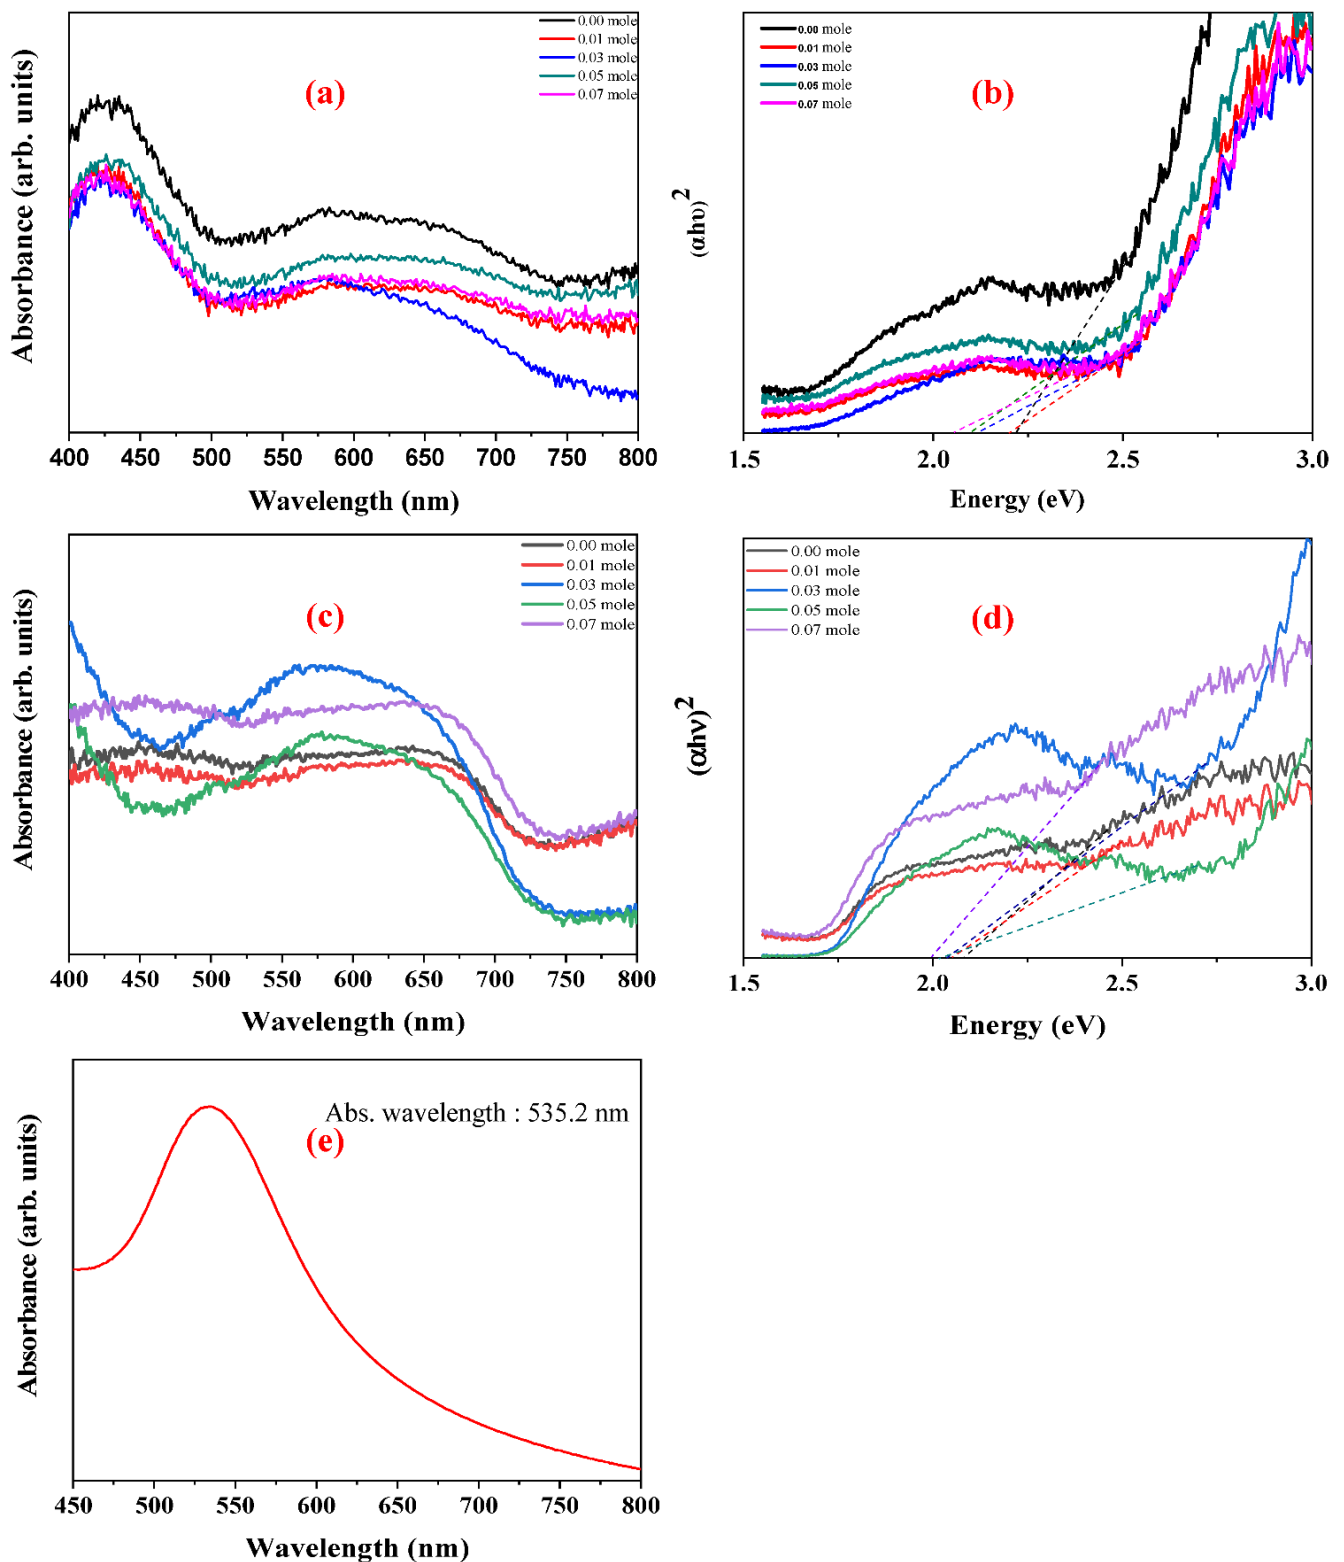 0.00 mole
0.01 mole
0.03 mole
0.05 mole
0.07 mole
(a)
Absorbance (arb. units)
400 450 500 550 600 650 700 750 800
Wavelength (nm)
0.00 mole
0.01 mole
0.03 mole
0.05 mole
0.07 mole
(b)
(αhυ)²
1.5 2.0 2.5 3.0
Energy (eV)
0.00 mole
0.01 mole
0.03 mole
0.05 mole
0.07 mole
(c)
Absorbance (arb. units)
400 450 500 550 600 650 700 750 800
Wavelength (nm)
0.00 mole
0.01 mole
0.03 mole
0.05 mole
0.07 mole
(d)
(αhν)²
1.5 2.0 2.5 3.0
Energy (eV)
Abs. wavelength : 535.2 nm
(e)
Absorbance (arb. units)
450 500 550 600 650 700 750 800
Wavelength (nm)